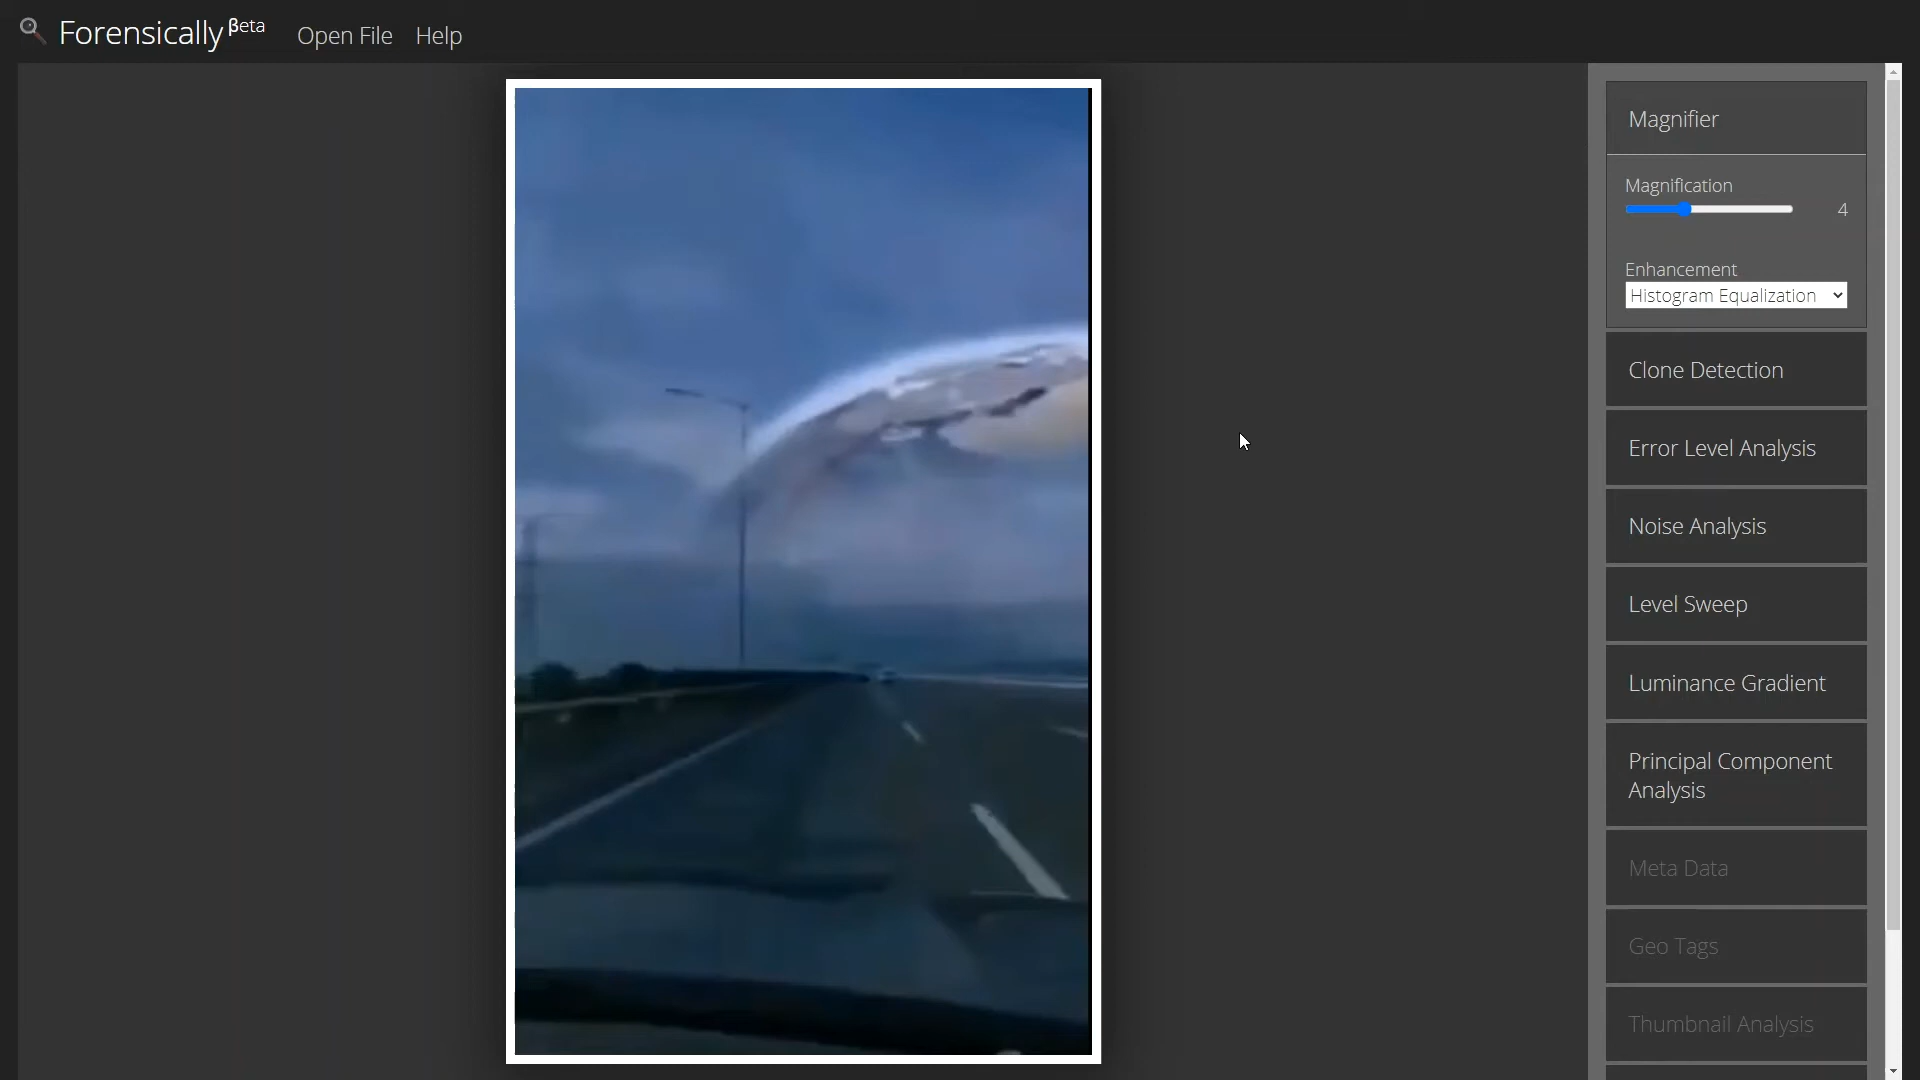 Forensically βeta
Open File
Help
Magnifier
Magnification
4
Enhancement
Histogram Equalization
Clone Detection
Error Level Analysis
Noise Analysis
Level Sweep
Luminance Gradient
Principal Component
Analysis
Meta Data
Geo Tags
Thumbnail Analysis